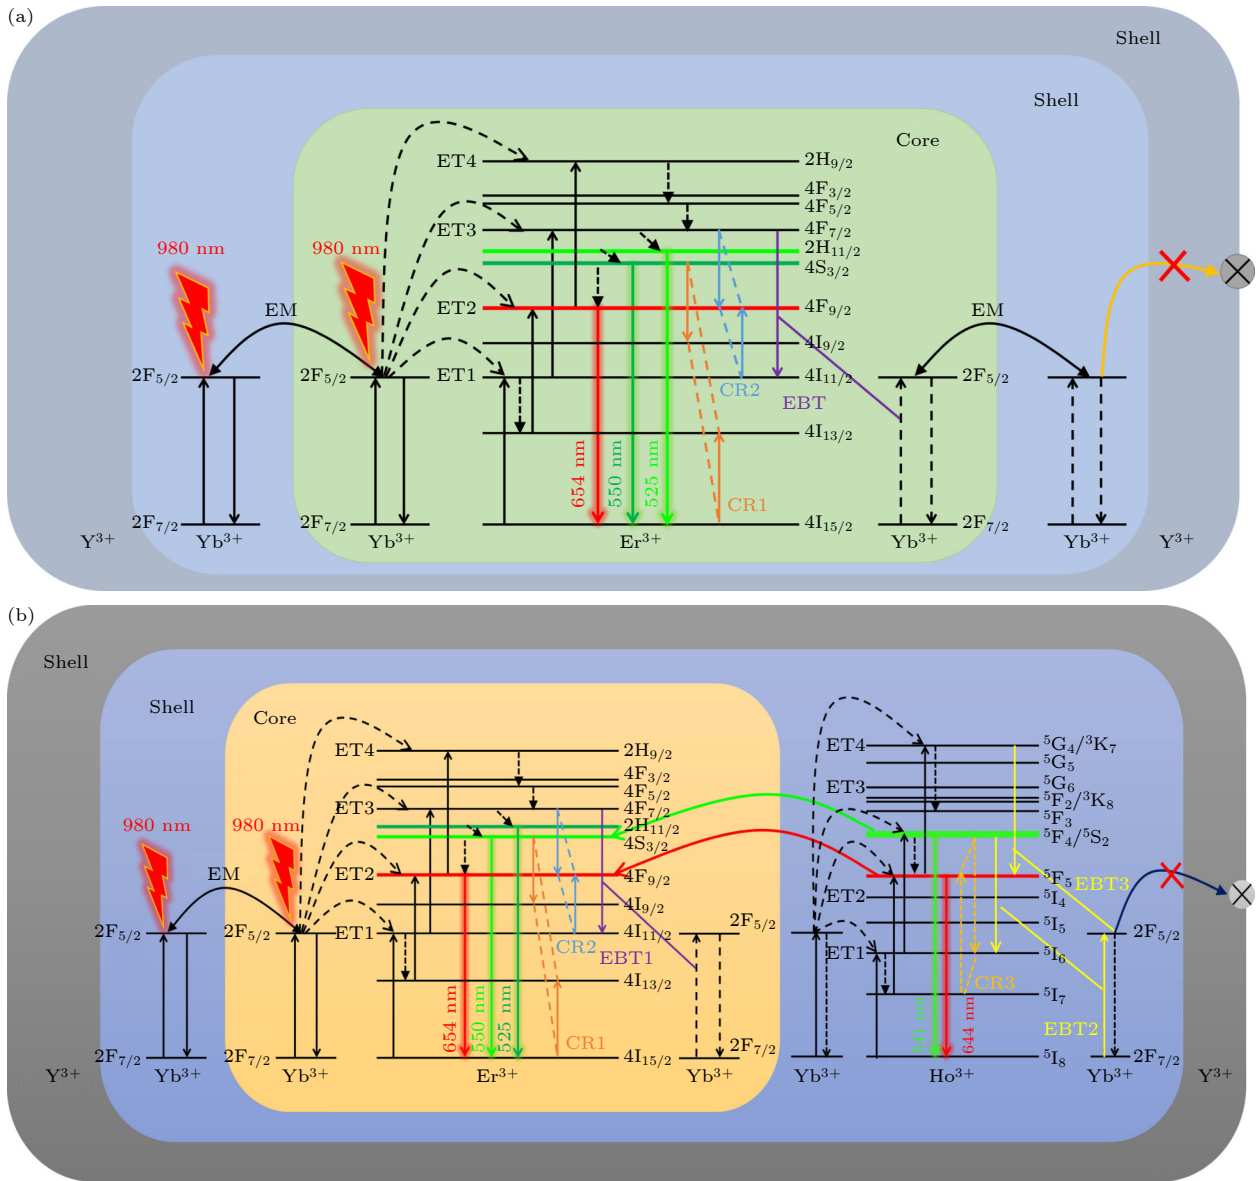 (a)
Shell
Shell
Core
ET4
2H9/2
4F3/2
4F5/2
ET3
4F7/2
2H11/2
4S3/2
980 nm
980 nm
EM
ET2
4F9/2
EM
4I9/2
2F5/2
2F5/2
ET1
4I11/2
2F5/2
CR2
EBT
4I13/2
654 nm
550 nm
525 nm
CR1
2F7/2
2F7/2
4I15/2
2F7/2
Y3+
Yb3+
Yb3+
Er3+
Yb3+
Yb3+
Y3+
(b)
Shell
Shell
Core
ET4
2H9/2
4F3/2
4F5/2
ET3
4F7/2
2H11/2
4S3/2
980 nm
980 nm
EM
ET2
4F9/2
4I9/2
2F5/2
2F5/2
ET1
4I11/2
2F5/2
CR2
EBT1
4I13/2
654 nm
550 nm
525 nm
CR1
2F7/2
2F7/2
4I15/2
2F7/2
Y3+
Yb3+
Yb3+
Er3+
Yb3+
ET4
5G4/3K7
5G5
ET3
5G6
5F2/3K8
5F3
5F4/5S2
5F5
EBT3
ET2
5I4
5I5
2F5/2
ET1
5I6
CR3
5I7
541 nm
644 nm
EBT2
5I8
2F7/2
Yb3+
Ho3+
Yb3+
Y3+